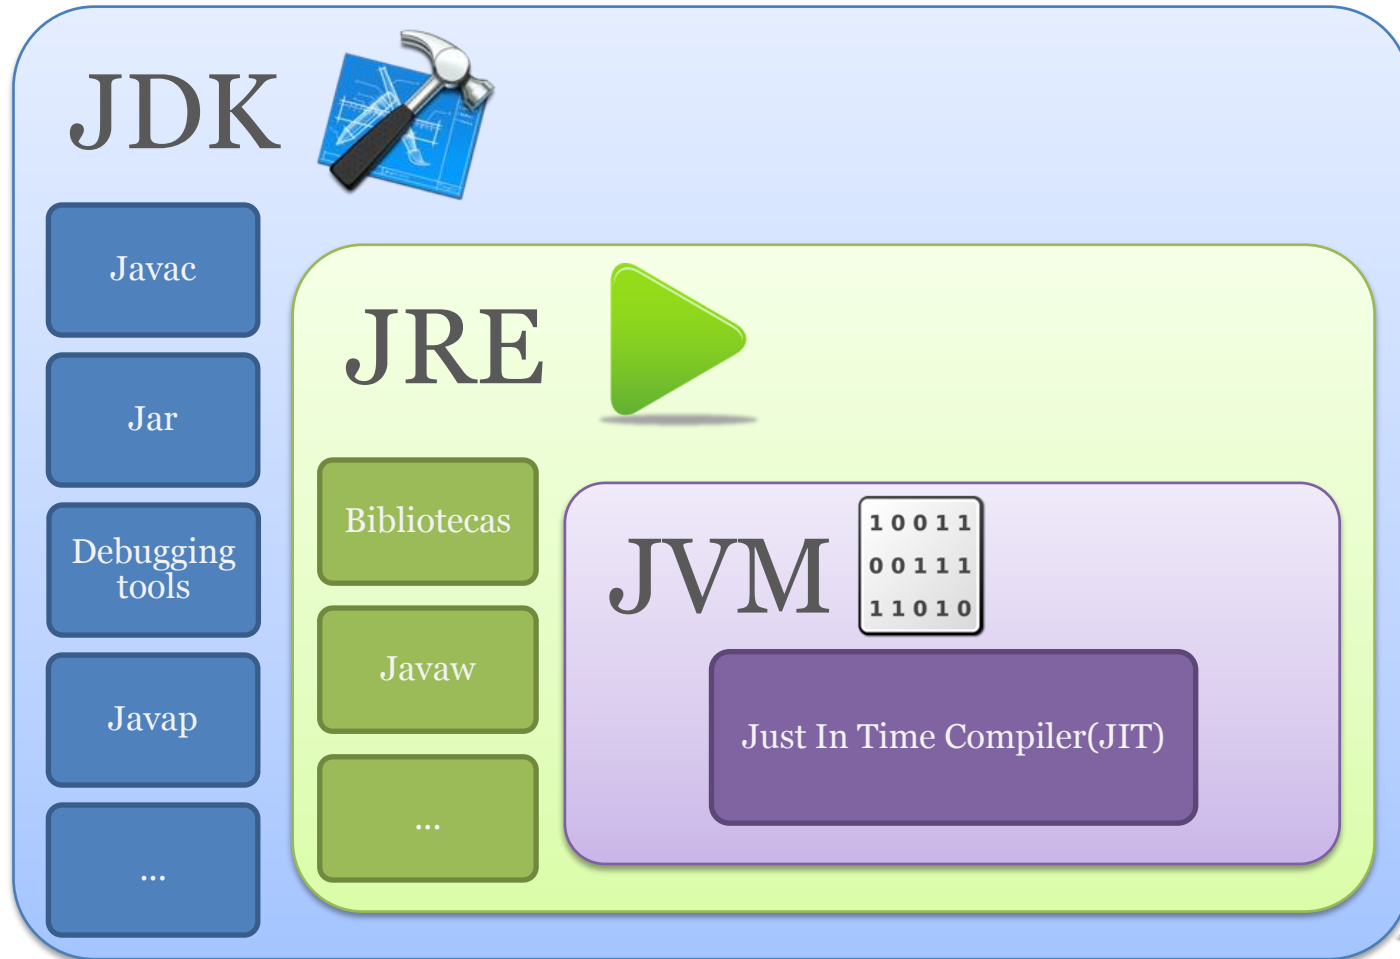 JDK
Javac
Jar
Debugging
tools
Javap
...
JRE
Bibliotecas
Javaw
...
JVM
10011
00111
11010
Just In Time Compiler(JIT)